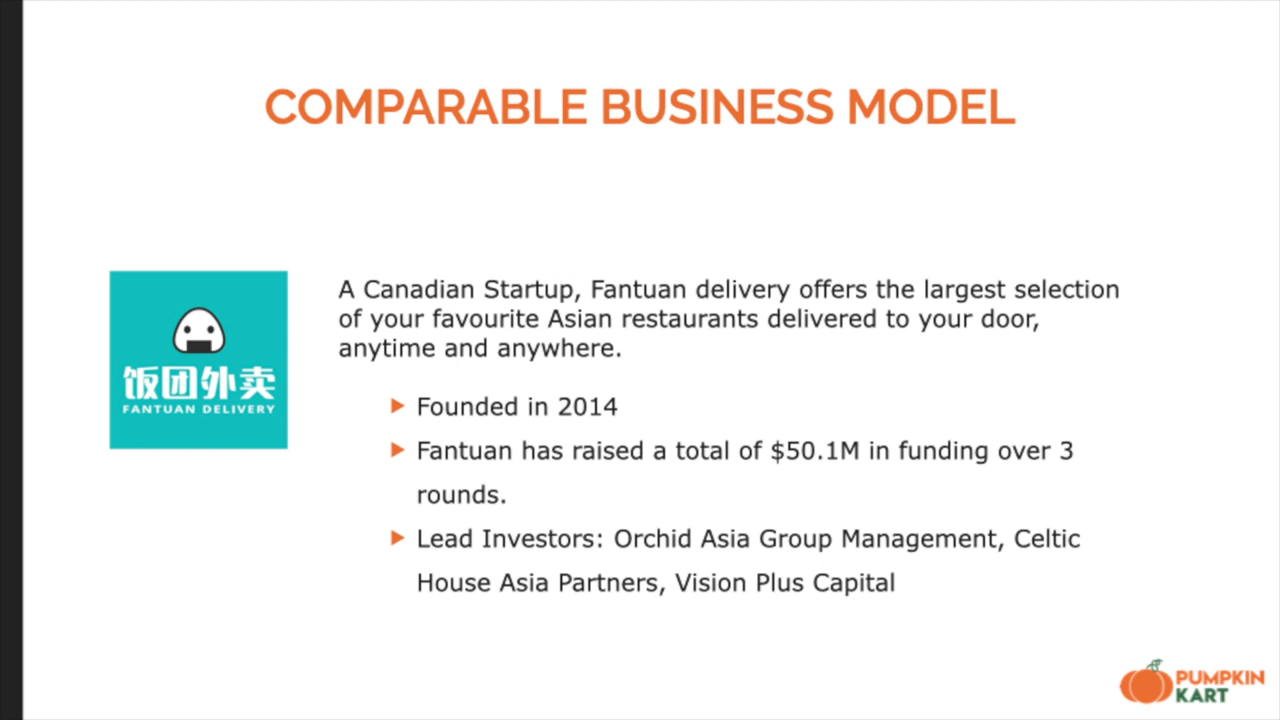 COMPARABLE BUSINESS MODEL
饭团外卖
FANTUAN DELIVERY
A Canadian Startup, Fantuan delivery offers the largest selection
of your favourite Asian restaurants delivered to your door,
anytime and anywhere.
Founded in 2014
Fantuan has raised a total of $50.1M in funding over 3
rounds.
Lead Investors: Orchid Asia Group Management, Celtic
House Asia Partners, Vision Plus Capital
PUMPKIN
KART